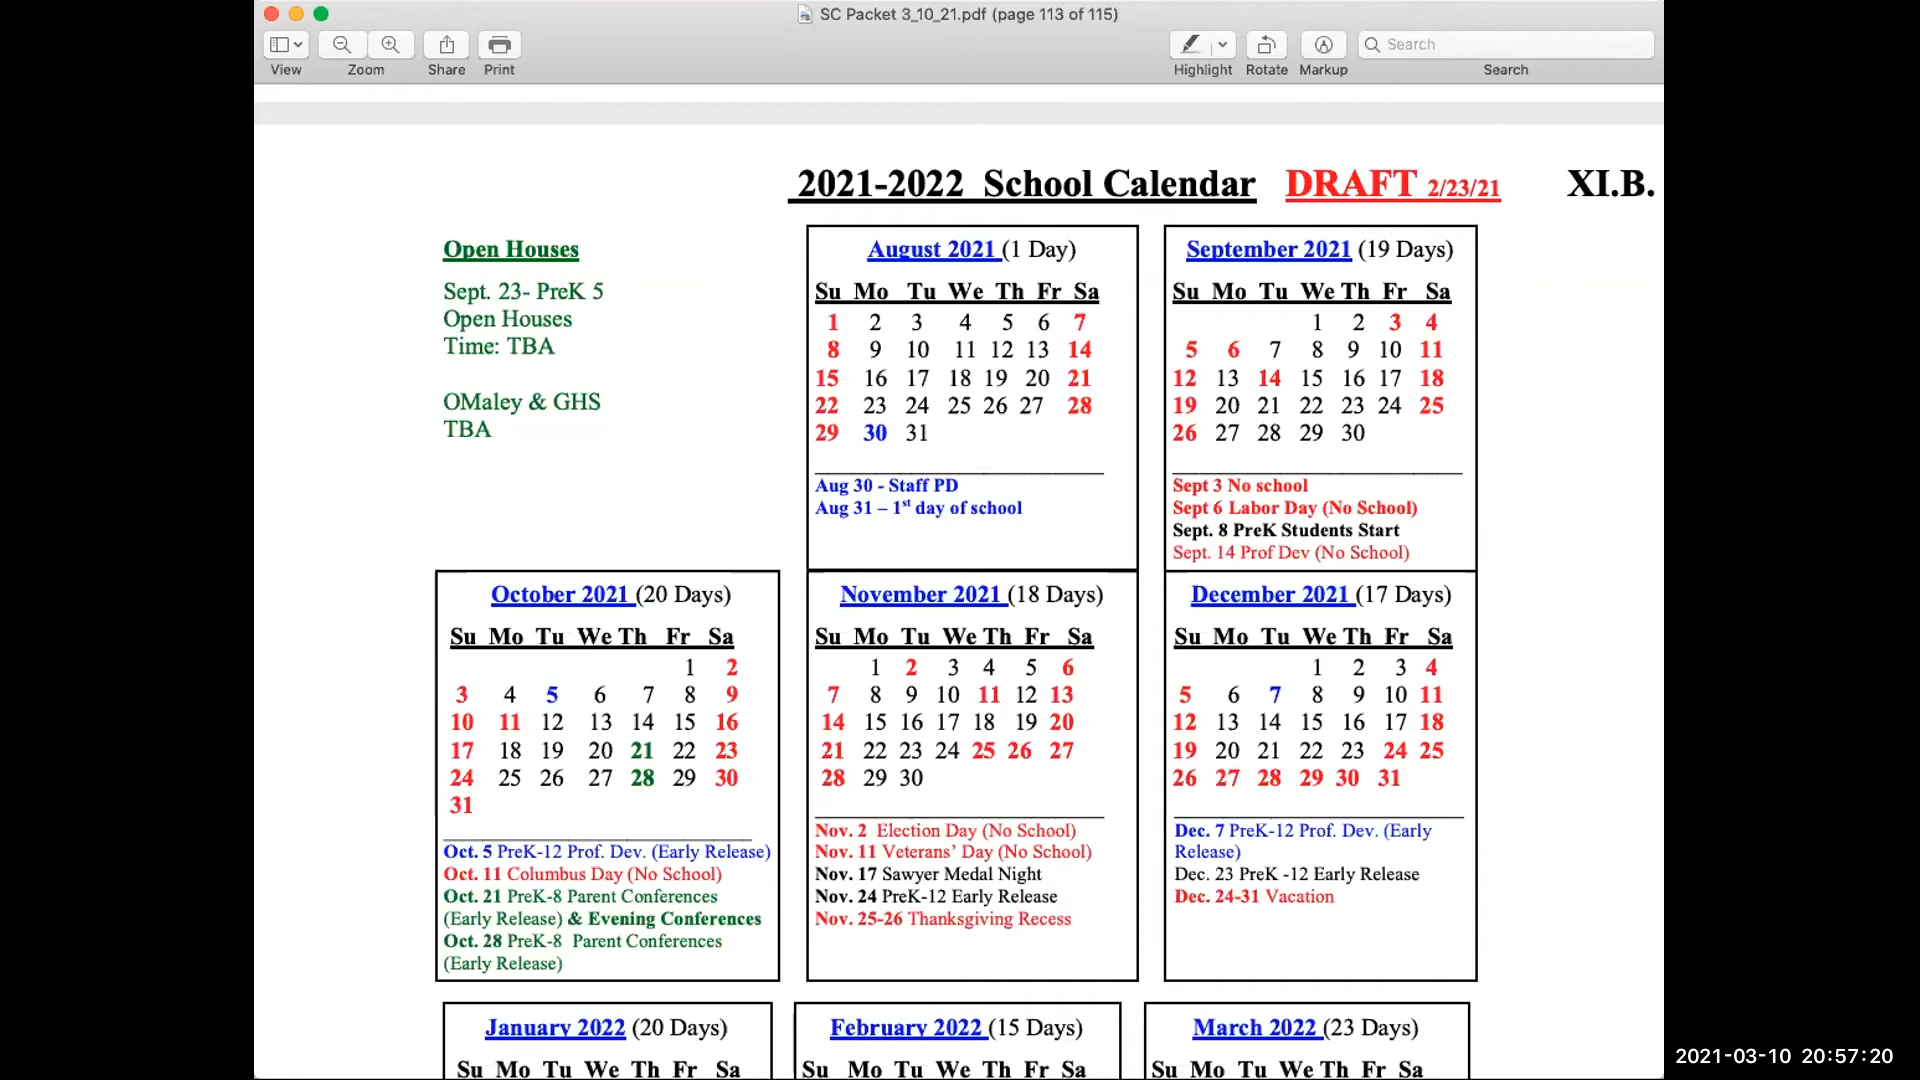 SC Packet 3_10_21.pdf (page 113 of 115)
View Zoom Share Print Highlight Rotate Markup Search
Search
2021-2022 School Calendar DRAFT 2/23/21 XI.B.
Open Houses
Sept. 23- PreK 5
Open Houses
Time: TBA
OMaley & GHS
TBA
August 2021 (1 Day)
Su Mo Tu We Th Fr Sa
1 2 3 4 5 6 7
8 9 10 11 12 13 14
15 16 17 18 19 20 21
22 23 24 25 26 27 28
29 30 31
Aug 30 - Staff PD
Aug 31 – 1st day of school
September 2021 (19 Days)
Su Mo Tu We Th Fr Sa
1 2 3 4
5 6 7 8 9 10 11
12 13 14 15 16 17 18
19 20 21 22 23 24 25
26 27 28 29 30
Sept 3 No school
Sept 6 Labor Day (No School)
Sept. 8 PreK Students Start
Sept. 14 Prof Dev (No School)
October 2021 (20 Days)
Su Mo Tu We Th Fr Sa
1 2
3 4 5 6 7 8 9
10 11 12 13 14 15 16
17 18 19 20 21 22 23
24 25 26 27 28 29 30
31
Oct. 5 PreK-12 Prof. Dev. (Early Release)
Oct. 11 Columbus Day (No School)
Oct. 21 PreK-8 Parent Conferences
(Early Release) & Evening Conferences
Oct. 28 PreK-8 Parent Conferences
(Early Release)
November 2021 (18 Days)
Su Mo Tu We Th Fr Sa
1 2 3 4 5 6
7 8 9 10 11 12 13
14 15 16 17 18 19 20
21 22 23 24 25 26 27
28 29 30
Nov. 2 Election Day (No School)
Nov. 11 Veterans' Day (No School)
Nov. 17 Sawyer Medal Night
Nov. 24 PreK-12 Early Release
Nov. 25-26 Thanksgiving Recess
December 2021 (17 Days)
Su Mo Tu We Th Fr Sa
1 2 3 4
5 6 7 8 9 10 11
12 13 14 15 16 17 18
19 20 21 22 23 24 25
26 27 28 29 30 31
Dec. 7 PreK-12 Prof. Dev. (Early
Release)
Dec. 23 PreK -12 Early Release
Dec. 24-31 Vacation
January 2022 (20 Days)
Su Mo Tu We Th Fr Sa
February 2022 (15 Days)
Su Mo Tu We Th Fr Sa
March 2022 (23 Days)
Su Mo Tu We Th Fr Sa
2021-03-10 20:57:20